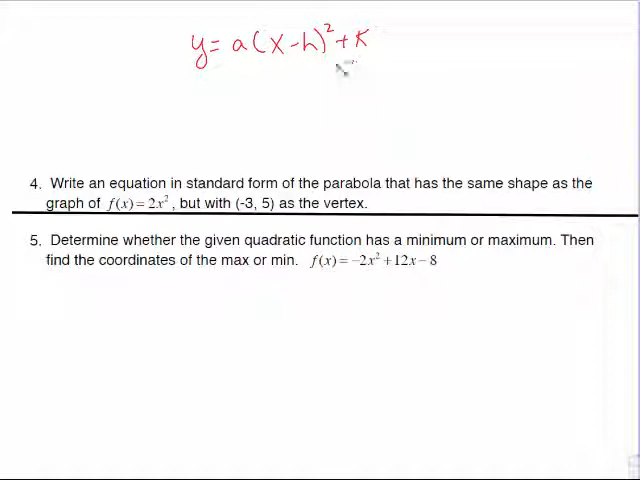 y = a(x-h)² + k
4. Write an equation in standard form of the parabola that has the same shape as the
graph of f(x) = 2x², but with (-3, 5) as the vertex.
5. Determine whether the given quadratic function has a minimum or maximum. Then
find the coordinates of the max or min. f(x) = −2x² + 12x − 8